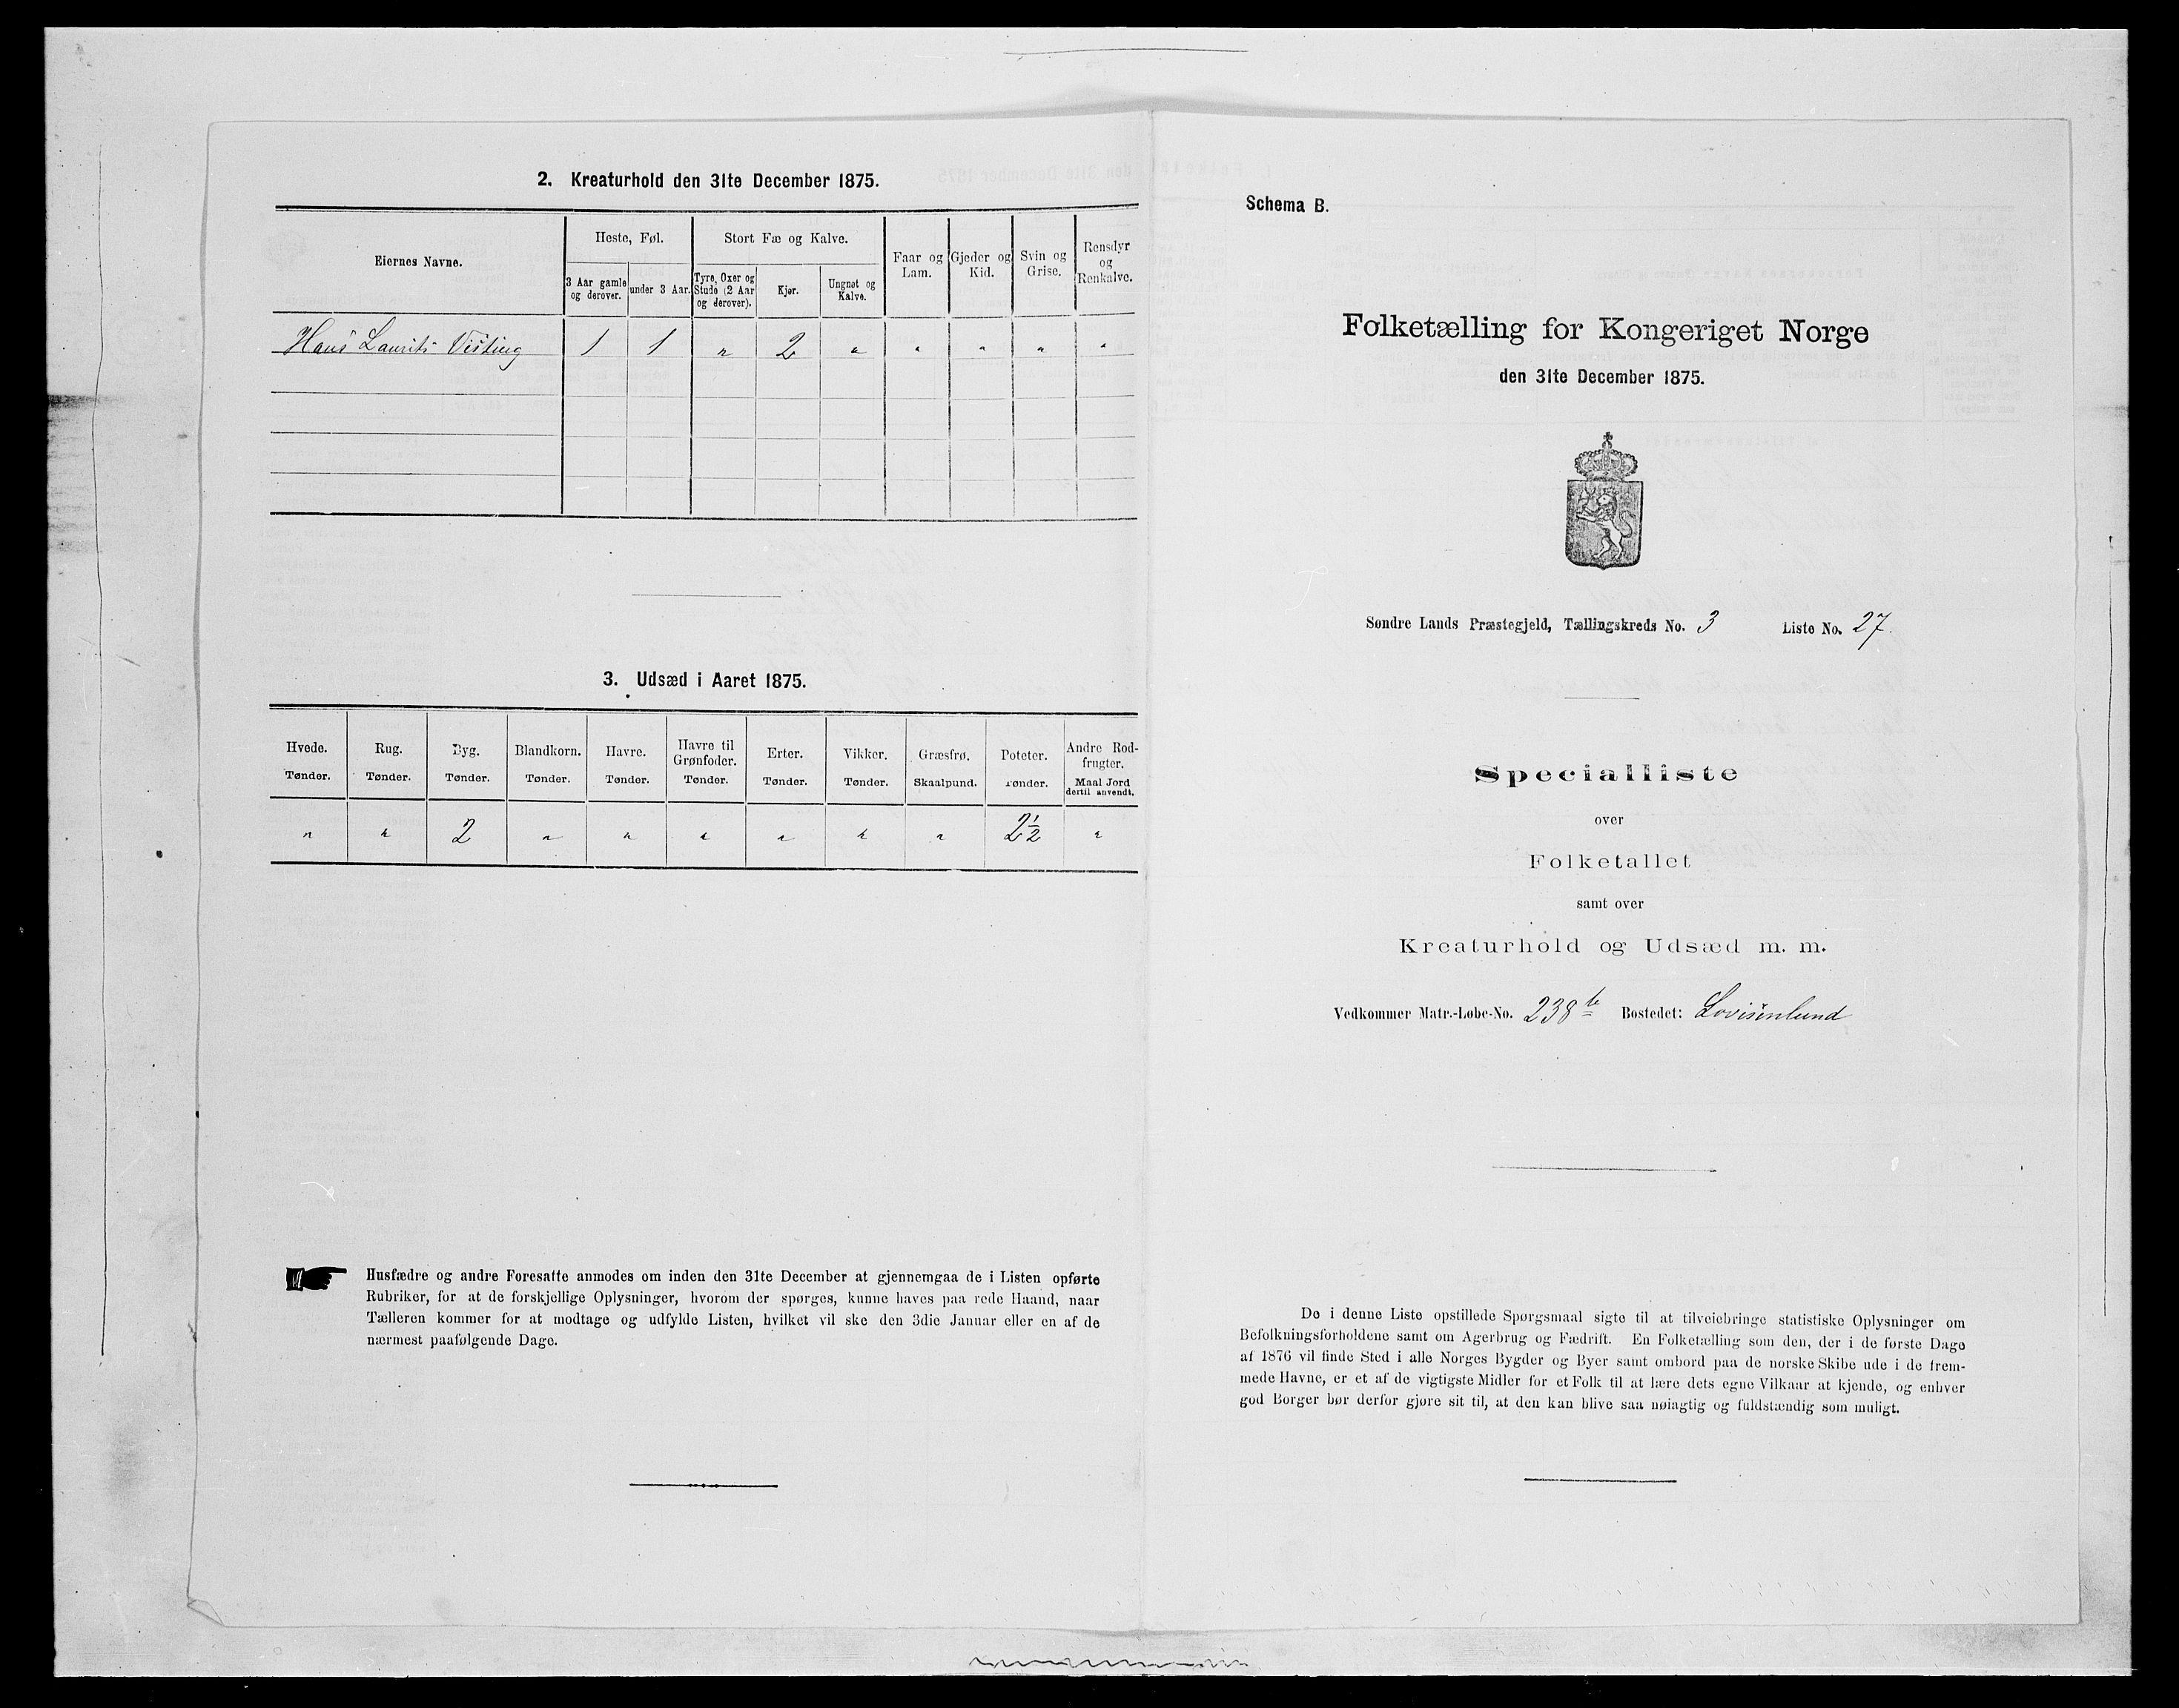 2. Kreaturhold den 31te December 1875.
Eiernes Navne.
Heste, Føl.
Stort Fæ og Kalve.
Faar og Lam.
Gjeder og Kid.
Svin og Grise.
Rensdyr og Renkalve.
3 Aar gamle og derover.
under 3 Aar.
Tyre, Oxer og Stude (2 Aar og derover).
Kjør.
Ungnøt og Kalve.
Hans Laurits Visting 1 1 " 2 " " " " "
3. Udsæd i Aaret 1875.
Hvede. Rug. Byg. Blandkorn. Havre. Havre til Grønfoder. Erter. Vikker. Græsfrø. Poteter. Andre Rodfrugter.
Tønder. Tønder. Tønder. Tønder. Tønder. Tønder. Tønder. Tønder. Skaalpund. Tønder. Maal Jord dertil anvendt.
" " 2 " " " " " " 2 1/2 "
Husfædre og andre Foresatte anmodes om inden den 31te December at gjennemgaa de i Listen opførte
Rubriker, for at de forskjellige Oplysninger, hvorom der spørges, kunne haves paa rede Haand, naar
Tælleren kommer for at modtage og udfylde Listen, hvilket vil ske den 3die Januar eller en af de
nærmest paafølgende Dage.
Schema B.
Folketælling for Kongeriget Norge
den 31te December 1875.
Søndre Lands Præstegjeld, Tællingskreds No. 3 Liste No. 27.
Specialliste
over
Folketallet
samt over
Kreaturhold og Udsæd m. m.
Vedkommer Matr.-Løbe-No. 238 b Bostedet: Lovisenlund
De i denne Liste opstillede Spørgsmaal sigte til at tilveiebringe statistiske Oplysninger om
Befolkningsforholdene samt om Agerbrug og Fædrift. En Folketælling som den, der i de første Dage
af 1876 vil finde Sted i alle Norges Bygder og Byer samt ombord paa de norske Skibe ude i de frem-
mede Havne, er et af de vigtigste Midler for et Folk til at lære dets egne Vilkaar at kjende, og enhver
god Borger bør derfor gjøre sit til, at den kan blive saa nøiagtig og fuldstændig som muligt.